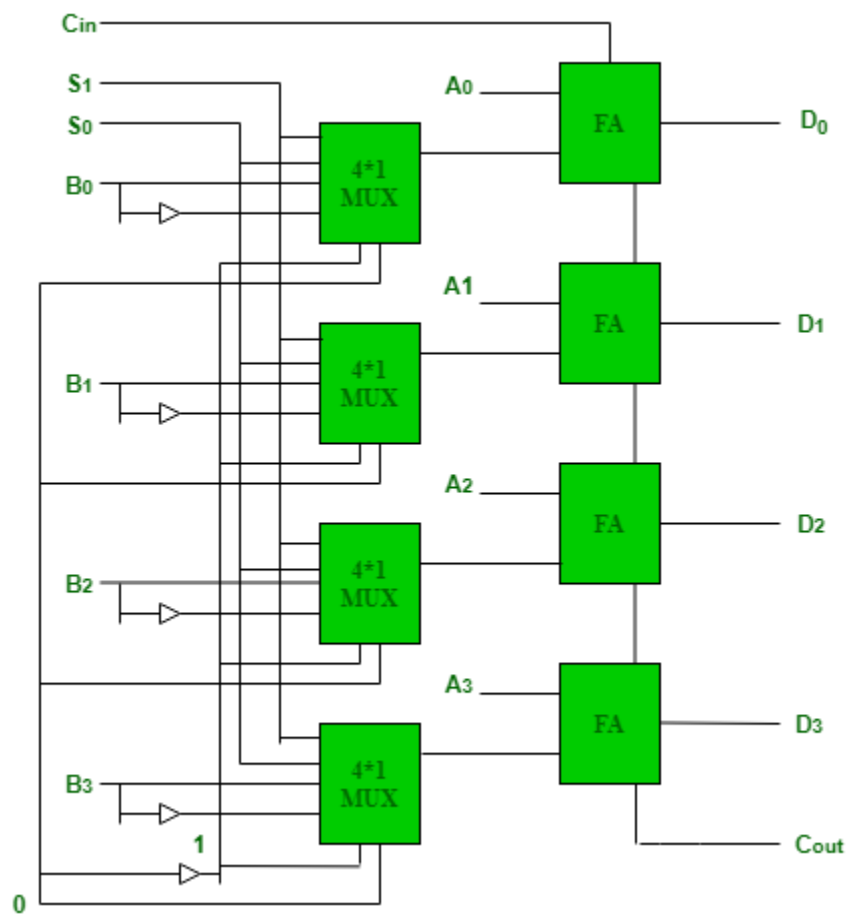 Cin
S1
S0
A0
FA
D0
4*1
MUX
B0
A1
FA
D1
4*1
MUX
B1
A2
FA
D2
4*1
MUX
B2
A3
FA
D3
4*1
MUX
B3
1
Cout
0